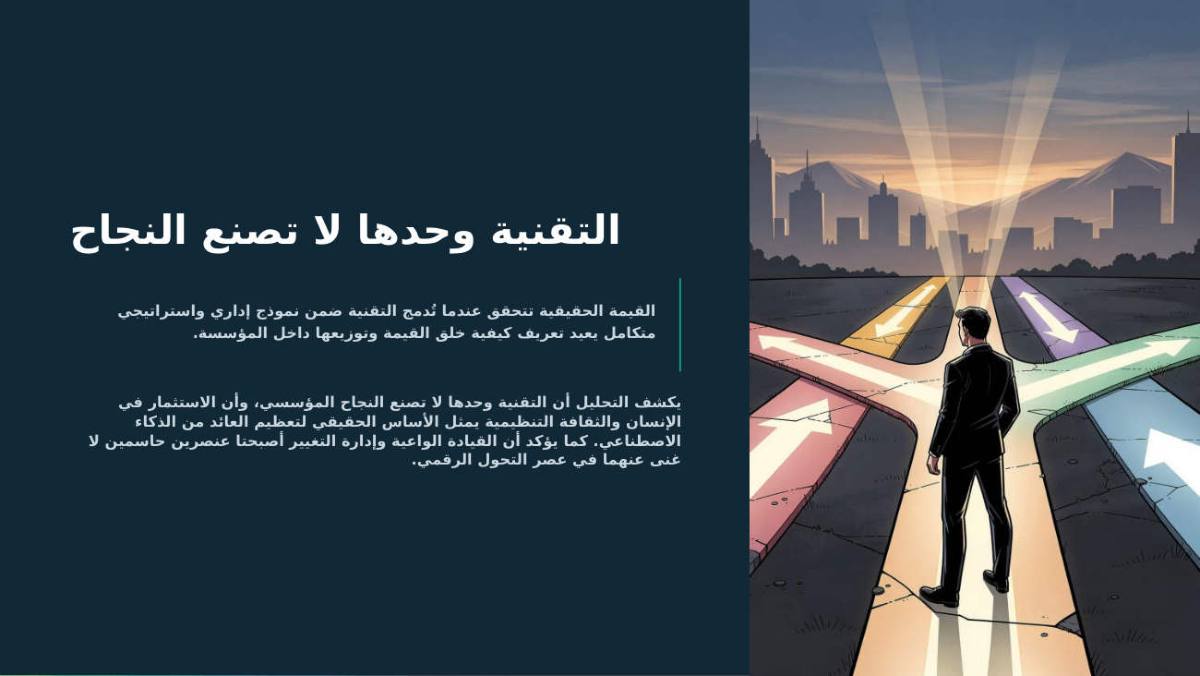 التقنية وحدها لا تصنع النجاح
القيمة الحقيقية تتحقق عندما تُدمج التقنية ضمن نموذج إداري واستراتيجي
متكامل يعيد تعريف كيفية خلق القيمة وتوزيعها داخل المؤسسة.
يكشف التحليل أن التقنية وحدها لا تصنع النجاح المؤسسي، وأن الاستثمار في
الإنسان والثقافة التنظيمية يمثل الأساس الحقيقي لتعظيم العائد من الذكاء
الاصطناعي. كما يؤكد أن القيادة الواعية وإدارة التغيير أصبحتا عنصرين حاسمين لا
غنى عنهما في عصر التحول الرقمي.